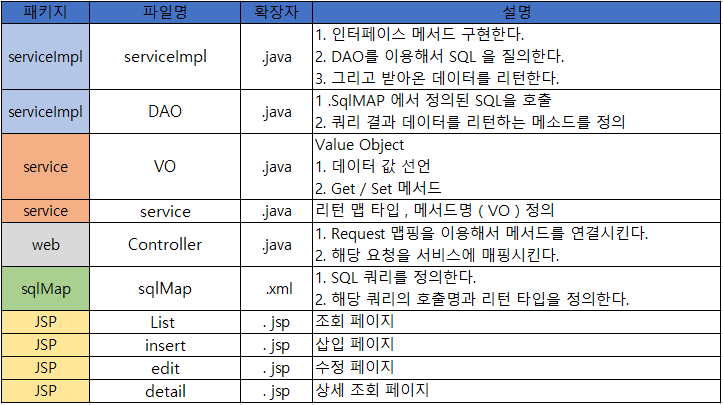 패키지 파일명 확장자 설명
serviceImpl serviceImpl .java 1. 인터페이스 메서드 구현한다.
2. DAO를 이용해서 SQL 을 질의한다.
3. 그리고 받아온 데이터를 리턴한다.
serviceImpl DAO .java 1 .SqlMAP 에서 정의된 SQL을 호출
2. 쿼리 결과 데이터를 리턴하는 메소드를 정의
service VO .java Value Object
1. 데이터 값 선언
2. Get / Set 메서드
service service .java 리턴 맵 타입 , 메서드명 ( VO ) 정의
web Controller .java 1. Request 맵핑을 이용해서 메서드를 연결시킨다.
2. 해당 요청을 서비스에 매핑시킨다.
sqlMap sqlMap .xml 1. SQL 쿼리를 정의한다.
2. 해당 쿼리의 호출명과 리턴 타입을 정의한다.
JSP List . jsp 조회 페이지
JSP insert . jsp 삽입 페이지
JSP edit . jsp 수정 페이지
JSP detail . jsp 상세 조회 페이지